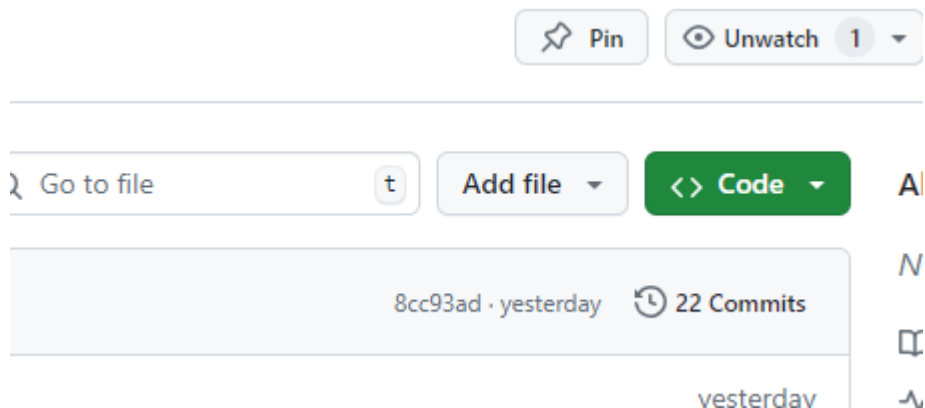 Pin Unwatch 1
Go to file t Add file <> Code
8cc93ad · yesterday 22 Commits
yesterday